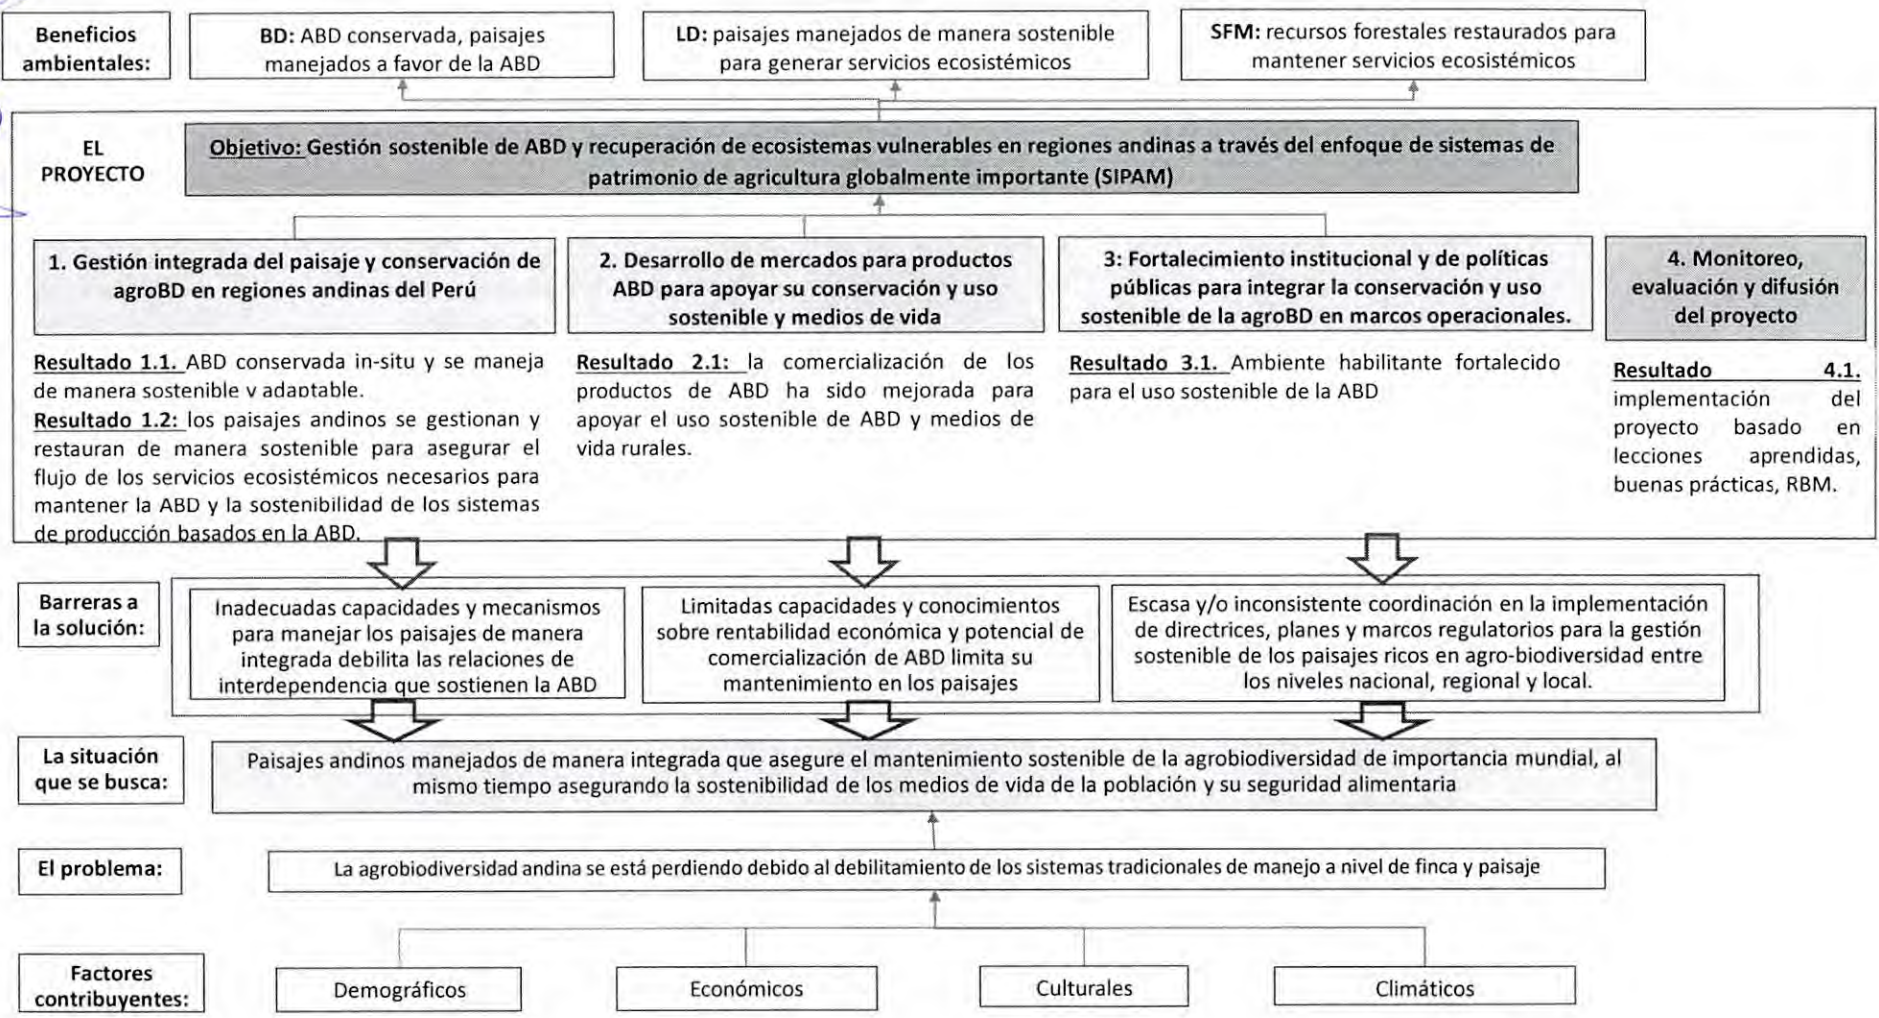 Beneficios
ambientales:
BD: ABD conservada, paisajes
manejados a favor de la ABD
LD: paisajes manejados de manera sostenible
para generar servicios ecosistémicos
SFM: recursos forestales restaurados para
mantener servicios ecosistémicos
EL
PROYECTO
Objetivo: Gestión sostenible de ABD y recuperación de ecosistemas vulnerables en regiones andinas a través del enfoque de sistemas de
patrimonio de agricultura globalmente importante (SIPAM)
1. Gestión integrada del paisaje y conservación de
agroBD en regiones andinas del Perú
2. Desarrollo de mercados para productos
ABD para apoyar su conservación y uso
sostenible y medios de vida
3: Fortalecimiento institucional y de políticas
públicas para integrar la conservación y uso
sostenible de la agroBD en marcos operacionales.
4. Monitoreo,
evaluación y difusión
del proyecto
Resultado 1.1. ABD conservada in-situ y se maneja
de manera sostenible y adaptable.
Resultado 1.2: los paisajes andinos se gestionan y
restauran de manera sostenible para asegurar el
flujo de los servicios ecosistémicos necesarios para
mantener la ABD y la sostenibilidad de los sistemas
de producción basados en la ABD.
Resultado 2.1: la comercialización de los
productos de ABD ha sido mejorada para
apoyar el uso sostenible de ABD y medios de
vida rurales.
Resultado 3.1. Ambiente habilitante fortalecido
para el uso sostenible de la ABD
Resultado 4.1.
implementación del
proyecto basado en
lecciones aprendidas,
buenas prácticas, RBM.
Barreras a
la solución:
Inadecuadas capacidades y mecanismos
para manejar los paisajes de manera
integrada debilita las relaciones de
interdependencia que sostienen la ABD
Limitadas capacidades y conocimientos
sobre rentabilidad económica y potencial de
comercialización de ABD limita su
mantenimiento en los paisajes
Escasa y/o inconsistente coordinación en la implementación
de directrices, planes y marcos regulatorios para la gestión
sostenible de los paisajes ricos en agro-biodiversidad entre
los niveles nacional, regional y local.
La situación
que se busca:
Paisajes andinos manejados de manera integrada que asegure el mantenimiento sostenible de la agrobiodiversidad de importancia mundial, al
mismo tiempo asegurando la sostenibilidad de los medios de vida de la población y su seguridad alimentaria
El problema:
La agrobiodiversidad andina se está perdiendo debido al debilitamiento de los sistemas tradicionales de manejo a nivel de finca y paisaje
Factores
contribuyentes:
Demográficos
Económicos
Culturales
Climáticos